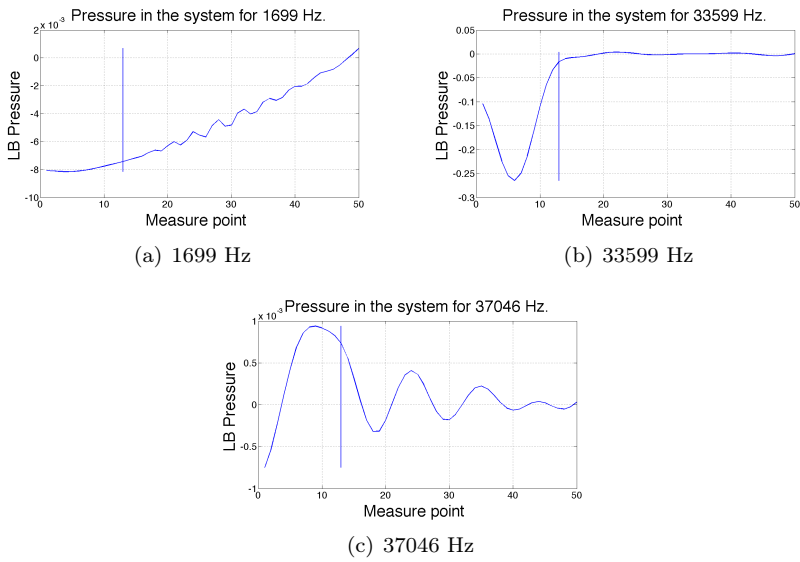 Pressure in the system for 1699 Hz.
x 10⁻³
2
0
-2
-4
-6
-8
-10
LB Pressure
0 10 20 30 40 50
Measure point
(a) 1699 Hz
Pressure in the system for 33599 Hz.
0.05
0
-0.05
-0.1
-0.15
-0.2
-0.25
-0.3
LB Pressure
0 10 20 30 40 50
Measure point
(b) 33599 Hz
Pressure in the system for 37046 Hz.
x 10⁻³
1
0.5
0
-0.5
-1
LB Pressure
0 10 20 30 40 50
Measure point
(c) 37046 Hz